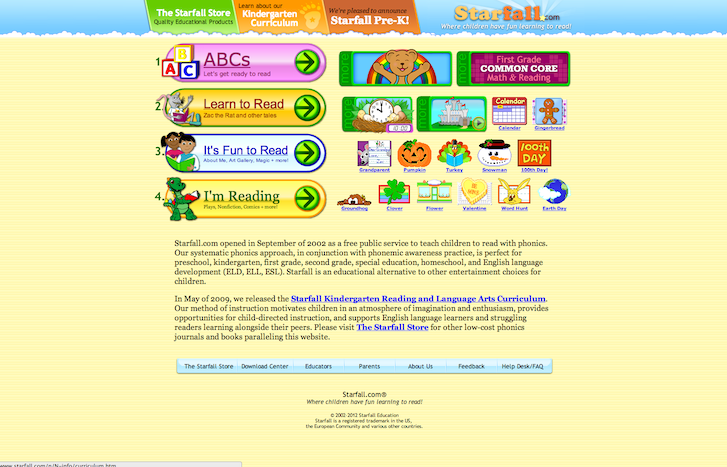 The Starfall Store
Quality Educational Products
Learn about our
Kindergarten
Curriculum
We're pleased to announce
Starfall Pre-K!
Starfall.com
Where children have fun learning to read!
1.
ABC
ABCs
Let's get ready to read
2.
Learn to Read
Zac the Rat and other tales
3.
It's Fun to Read
About Me, Art Gallery, Magic + more!
4.
I'm Reading
Plays, Nonfiction, Comics + more!
more
more
First Grade
COMMON CORE
Math & Reading
more
more
Calendar
Calendar
Gingerbread
100TH
DAY
Grandparent
Pumpkin
Turkey
Snowman
100th Day!
Groundhog
Clover
Flower
Valentine
Word Hunt
Earth Day
Starfall.com opened in September of 2002 as a free public service to teach children to read with phonics.
Our systematic phonics approach, in conjunction with phonemic awareness practice, is perfect for
preschool, kindergarten, first grade, second grade, special education, homeschool, and English language
development (ELD, ELL, ESL). Starfall is an educational alternative to other entertainment choices for
children.
In May of 2009, we released the Starfall Kindergarten Reading and Language Arts Curriculum.
Our method of instruction motivates children in an atmosphere of imagination and enthusiasm, provides
opportunities for child-directed instruction, and supports English language learners and struggling
readers learning alongside their peers. Please visit The Starfall Store for other low-cost phonics
journals and books paralleling this website.
The Starfall Store
Download Center
Educators
Parents
About Us
Feedback
Help Desk/FAQ
Starfall.com®
Where children have fun learning to read!
© 2002-2012 Starfall Education
Starfall is a registered trademark in the US,
the European Community and various other countries.